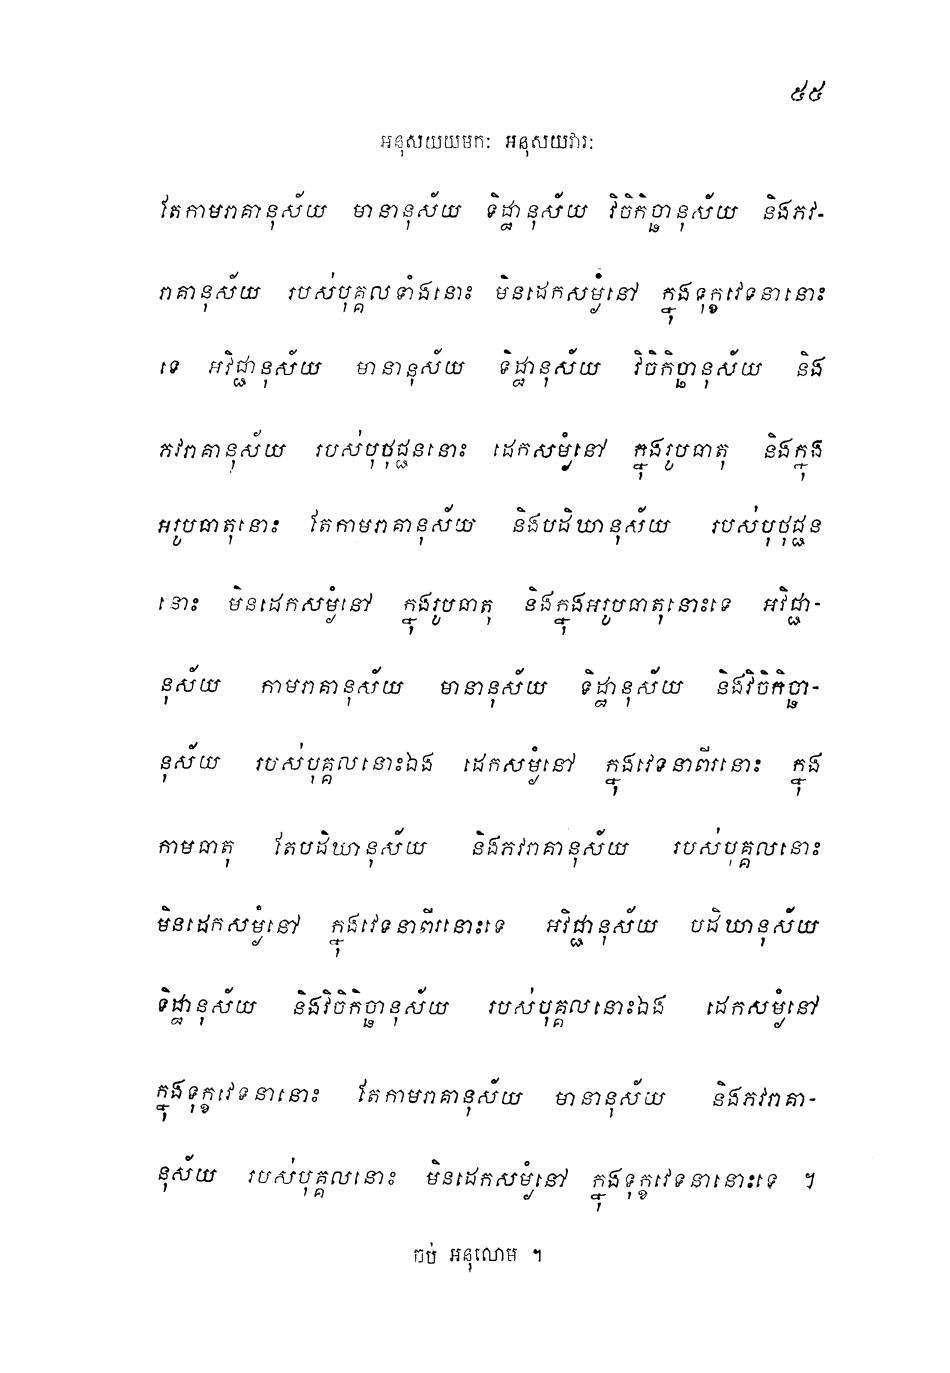 ៥៥
អនុសយយមក: អនុសយវារ:
តែកាមរាគានុស័យ មានានុស័យ ទិដ្ឋានុស័យ វិចិកិច្ឆានុស័យ និងភវ-
រាគានុស័យ របស់បុគ្គលទាំងនោះ មិនដេកសម្ងំនៅ ក្នុងទុក្ខវេទនានោះ
ទេ អវិជ្ជានុស័យ មានានុស័យ ទិដ្ឋានុស័យ វិចិកិច្ឆានុស័យ និង
ភវរាគានុស័យ របស់បុថុជ្ជននោះ ដេកសម្ងំនៅ ក្នុងរូបធាតុ និងក្នុង
អរូបធាតុនោះ តែកាមរាគានុស័យ និងបដិឃានុស័យ របស់បុថុជ្ជន
នោះ មិនដេកសម្ងំនៅ ក្នុងរូបធាតុ និងក្នុងអរូបធាតុនោះទេ អវិជ្ជា-
នុស័យ កាមរាគានុស័យ មានានុស័យ ទិដ្ឋានុស័យ និងវិចិកិច្ឆា-
នុស័យ របស់បុគ្គលនោះឯង ដេកសម្ងំនៅ ក្នុងវេទនាពីរនោះ ក្នុង
កាមធាតុ តែបដិឃានុស័យ និងភវរាគានុស័យ របស់បុគ្គលនោះ
មិនដេកសម្ងំនៅ ក្នុងវេទនាពីរនោះទេ អវិជ្ជានុស័យ បដិឃានុស័យ
ទិដ្ឋានុស័យ និងវិចិកិច្ឆានុស័យ របស់បុគ្គលនោះឯង ដេកសម្ងំនៅ
ក្នុងទុក្ខវេទនានោះ តែកាមរាគានុស័យ មានានុស័យ និងភវរាគា-
នុស័យ របស់បុគ្គលនោះ មិនដេកសម្ងំនៅ ក្នុងទុក្ខវេទនានោះទេ ។
ចប់ អនុលោម ។